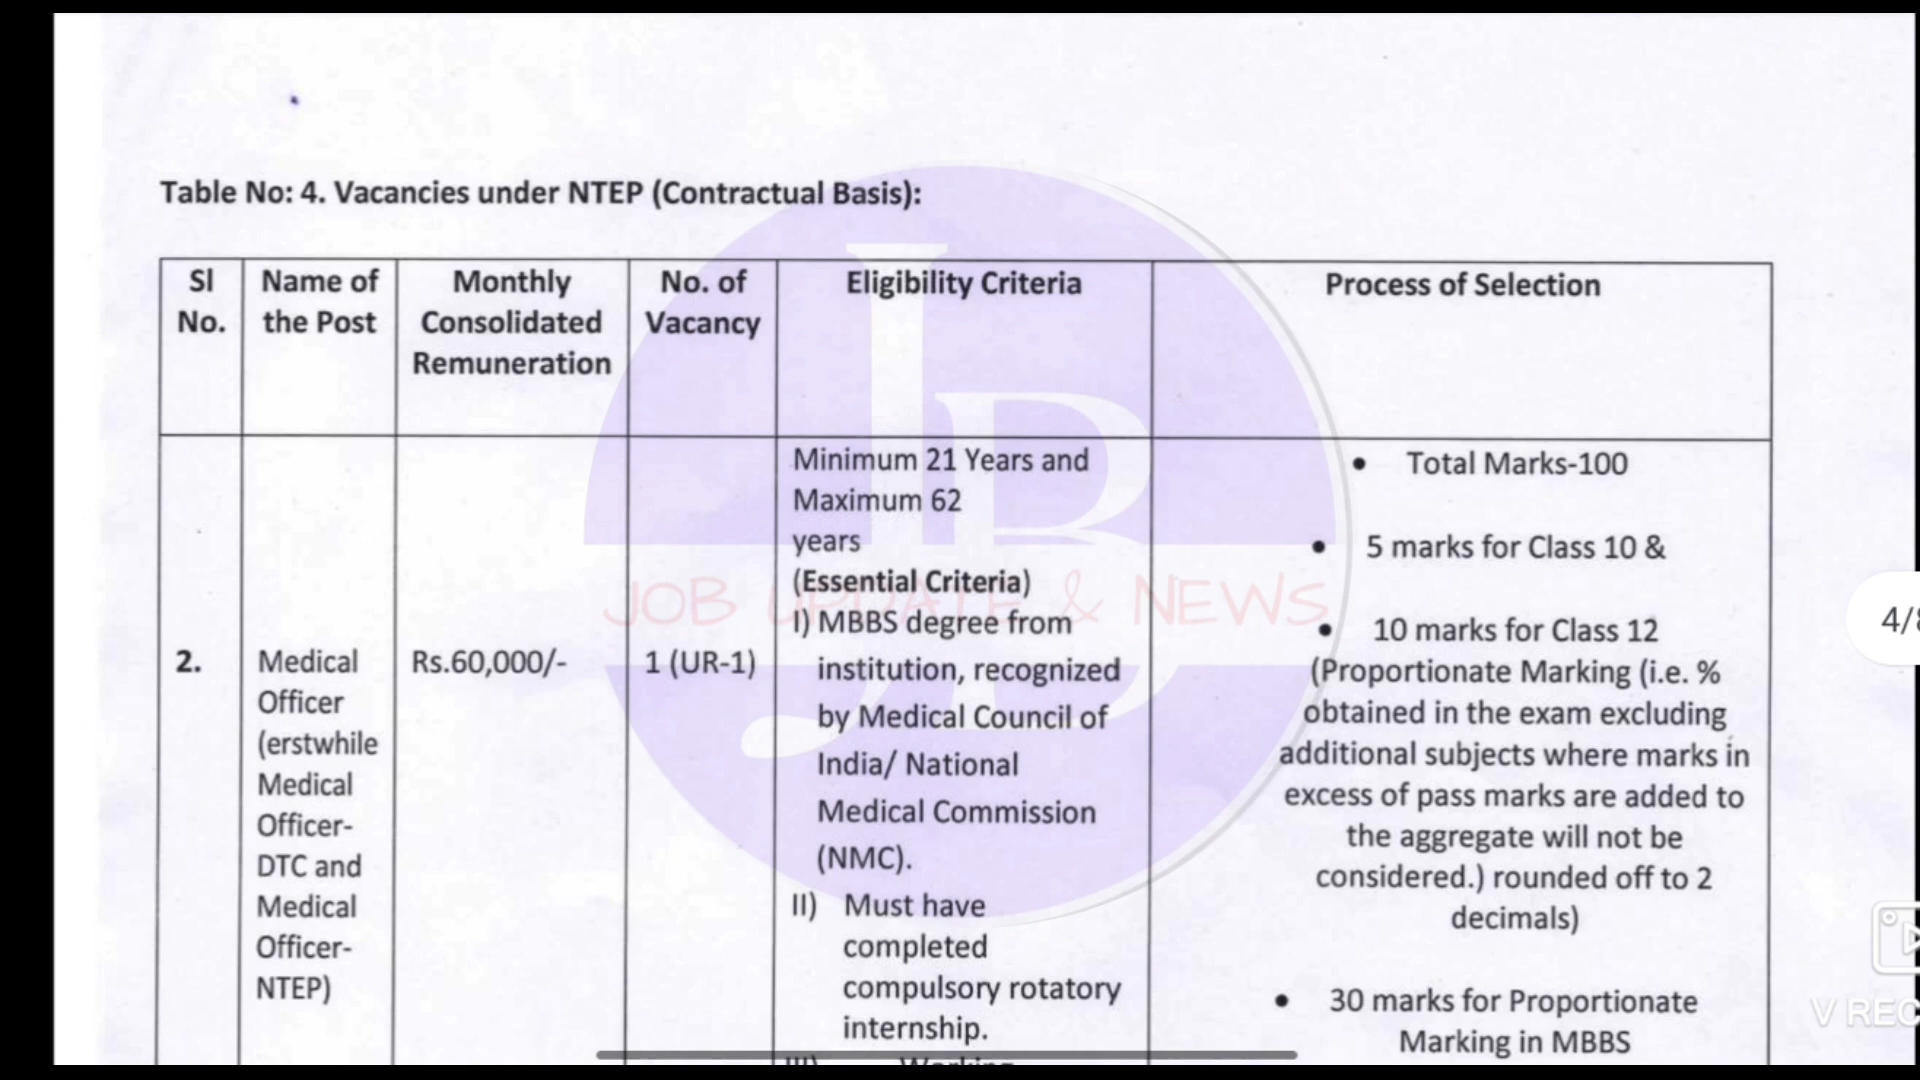 Table No: 4. Vacancies under NTEP (Contractual Basis):
Sl
No.
Name of
the Post
Monthly
Consolidated
Remuneration
No. of
Vacancy
Eligibility Criteria
Process of Selection
2.
Medical
Officer
(erstwhile
Medical
Officer-
DTC and
Medical
Officer-
NTEP)
Rs.60,000/-
1 (UR-1)
Minimum 21 Years and
Maximum 62
years
(Essential Criteria)
I) MBBS degree from
institution, recognized
by Medical Council of
India/ National
Medical Commission
(NMC).
II) Must have
completed
compulsory rotatory
internship.
• Total Marks-100
• 5 marks for Class 10 &
• 10 marks for Class 12
(Proportionate Marking (i.e. %
obtained in the exam excluding
additional subjects where marks in
excess of pass marks are added to
the aggregate will not be
considered.) rounded off to 2
decimals)
• 30 marks for Proportionate
Marking in MBBS
JOB UPDATE & NEWS
4/8
V REC